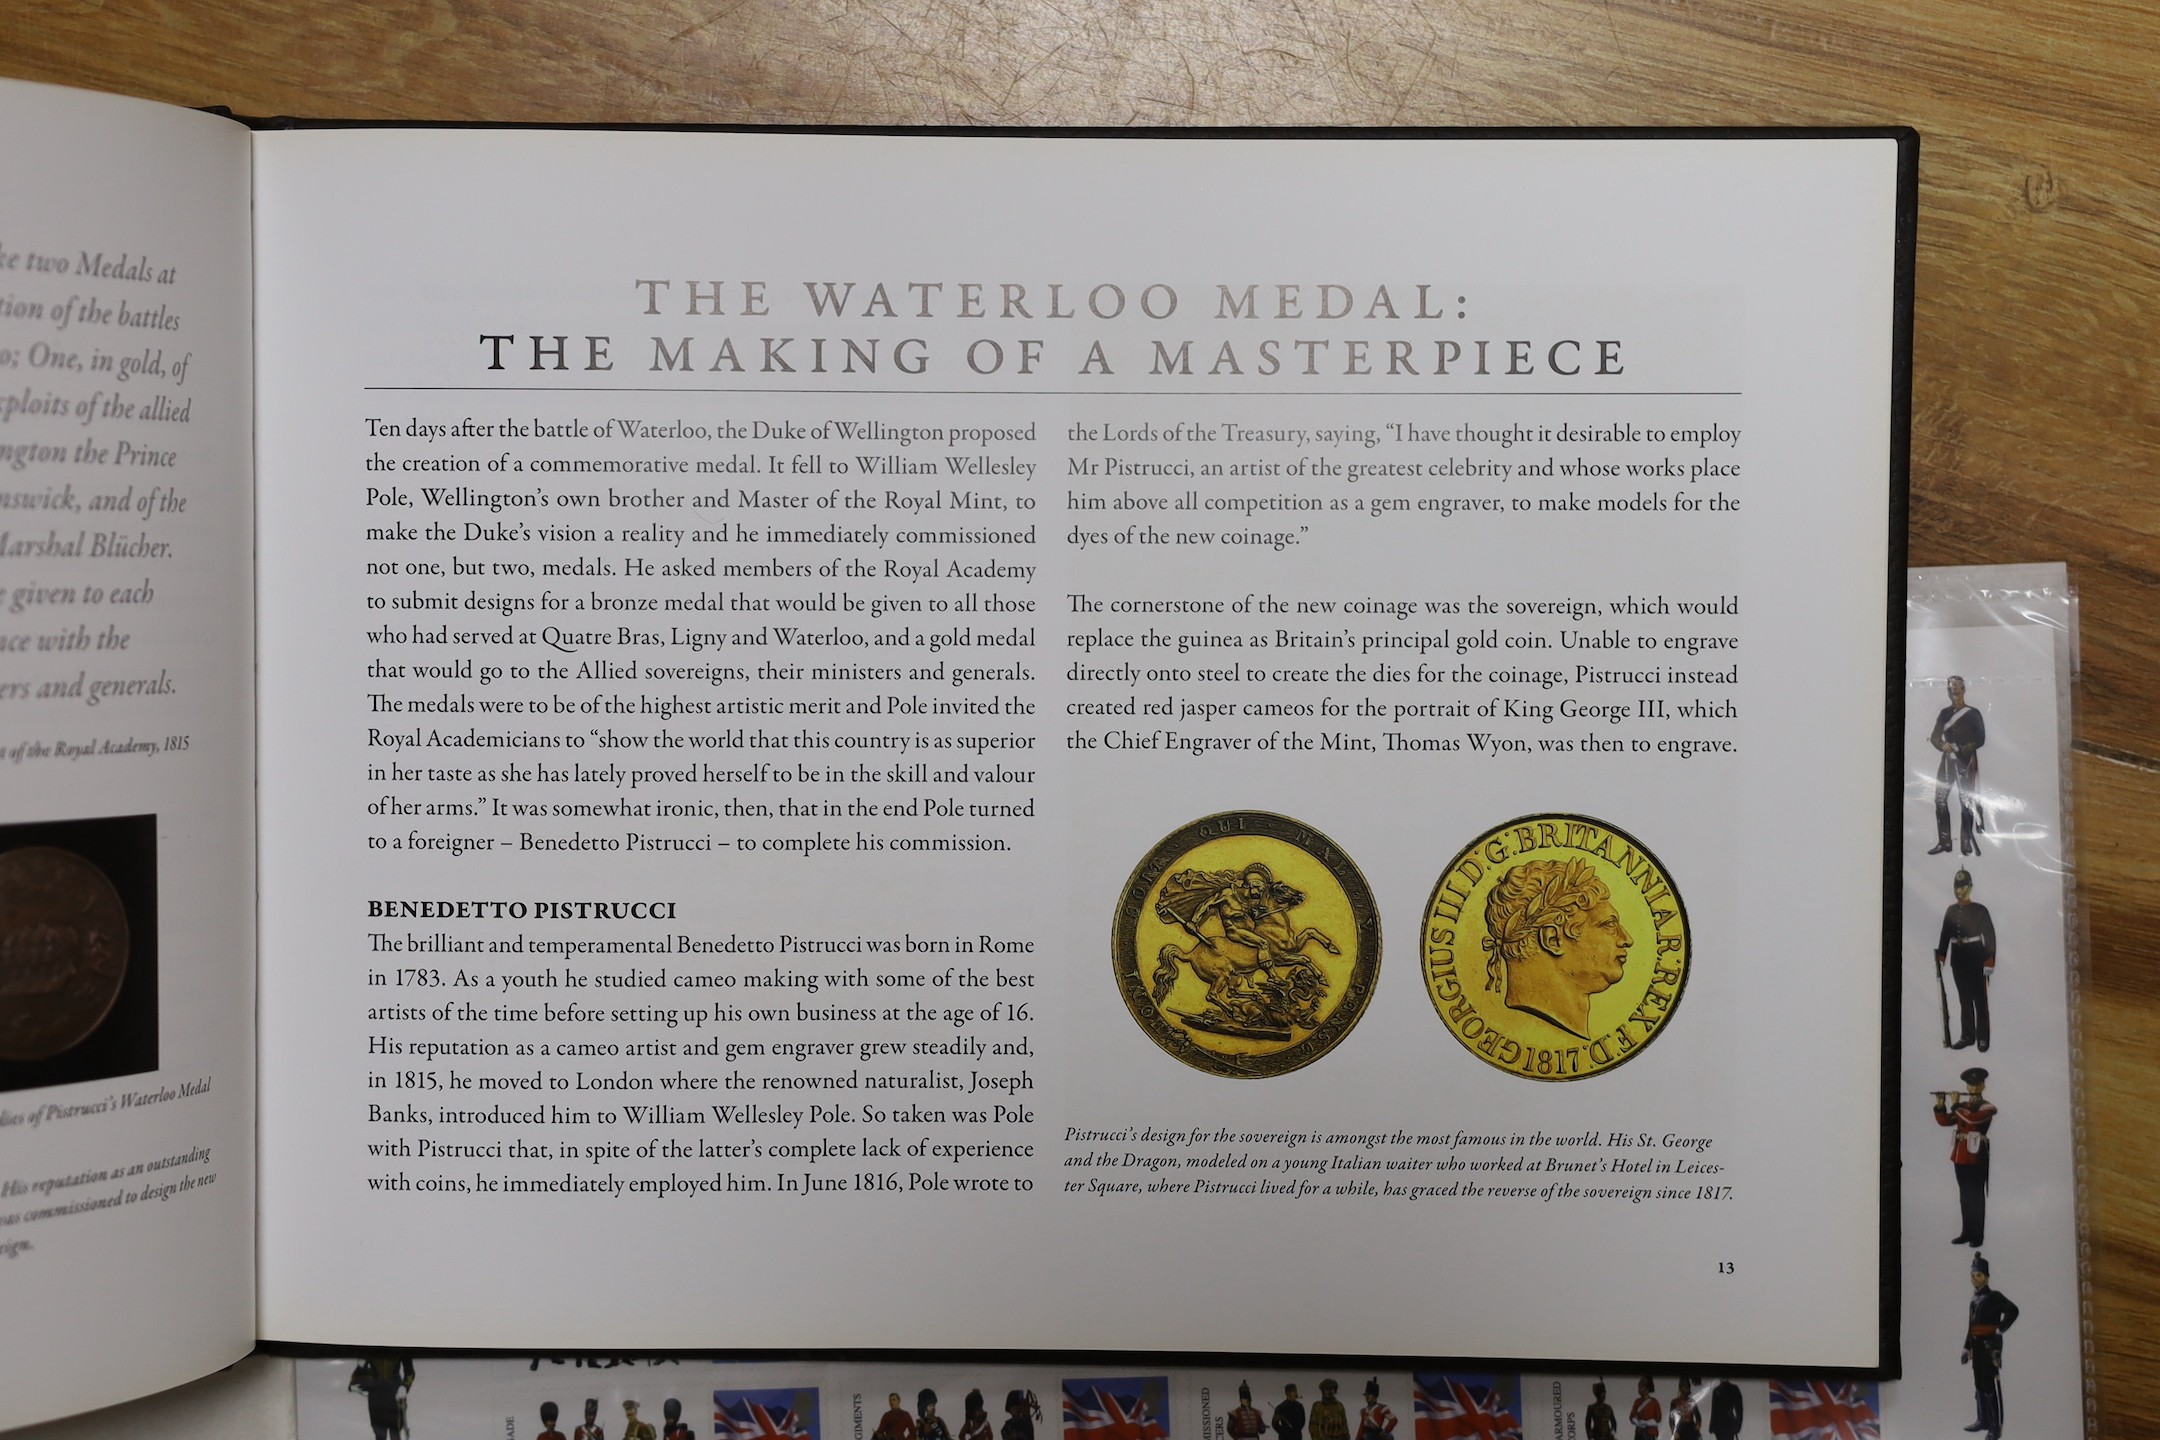 ke two Medals at
tion of the battles
o; One, in gold, of
xploits of the allied
ngton the Prince
nswick, and of the
Marshal Blücher.
given to each
nce with the
ers and generals.
of the Royal Academy, 1815
dies of Pistrucci's Waterloo Medal
His reputation as an outstanding
was commissioned to design the new
THE WATERLOO MEDAL:
THE MAKING OF A MASTERPIECE
Ten days after the battle of Waterloo, the Duke of Wellington proposed
the creation of a commemorative medal. It fell to William Wellesley
Pole, Wellington's own brother and Master of the Royal Mint, to
make the Duke's vision a reality and he immediately commissioned
not one, but two, medals. He asked members of the Royal Academy
to submit designs for a bronze medal that would be given to all those
who had served at Quatre Bras, Ligny and Waterloo, and a gold medal
that would go to the Allied sovereigns, their ministers and generals.
The medals were to be of the highest artistic merit and Pole invited the
Royal Academicians to “show the world that this country is as superior
in her taste as she has lately proved herself to be in the skill and valour
of her arms.” It was somewhat ironic, then, that in the end Pole turned
to a foreigner – Benedetto Pistrucci – to complete his commission.
BENEDETTO PISTRUCCI
The brilliant and temperamental Benedetto Pistrucci was born in Rome
in 1783. As a youth he studied cameo making with some of the best
artists of the time before setting up his own business at the age of 16.
His reputation as a cameo artist and gem engraver grew steadily and,
in 1815, he moved to London where the renowned naturalist, Joseph
Banks, introduced him to William Wellesley Pole. So taken was Pole
with Pistrucci that, in spite of the latter's complete lack of experience
with coins, he immediately employed him. In June 1816, Pole wrote to
the Lords of the Treasury, saying, “I have thought it desirable to employ
Mr Pistrucci, an artist of the greatest celebrity and whose works place
him above all competition as a gem engraver, to make models for the
dyes of the new coinage.”
The cornerstone of the new coinage was the sovereign, which would
replace the guinea as Britain's principal gold coin. Unable to engrave
directly onto steel to create the dies for the coinage, Pistrucci instead
created red jasper cameos for the portrait of King George III, which
the Chief Engraver of the Mint, Thomas Wyon, was then to engrave.
HONI SOIT QUI MAL Y PENSE
GEORGIUS III D:G: BRITANNIAR: REX F:D:
1817
Pistrucci's design for the sovereign is amongst the most famous in the world. His St. George
and the Dragon, modeled on a young Italian waiter who worked at Brunet's Hotel in Leices-
ter Square, where Pistrucci lived for a while, has graced the reverse of the sovereign since 1817.
13